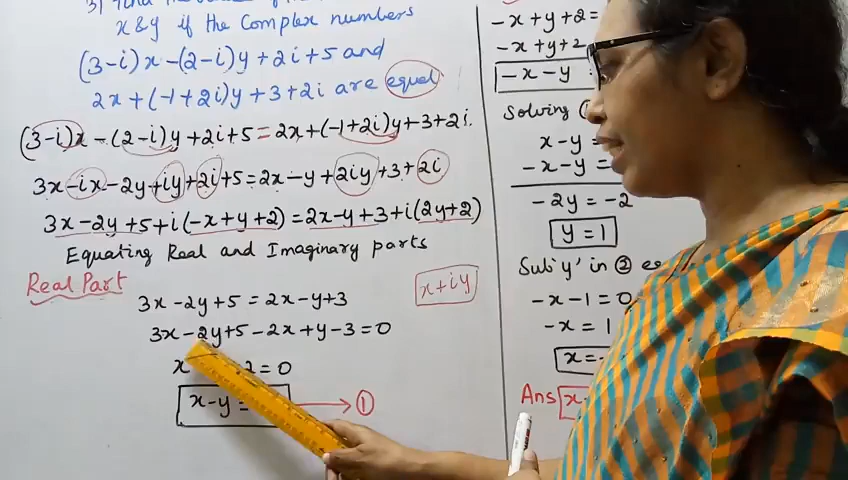 x & y if the Complex numbers
(3-i)x-(2-i)y+2i+5 and
2x+(-1+2i)y+3+2i are equal
(3-i)x-(2-i)y+2i+5=2x+(-1+2i)y+3+2i.
3x-ix-2y+iy+2i+5=2x-y+2iy+3+2i
3x-2y+5+i(-x+y+2)=2x-y+3+i(2y+2)
Equating Real and Imaginary parts
Real Part
x+iy
3x-2y+5=2x-y+3
3x-2y+5-2x+y-3=0
x 2=0
x-y= ①
-x+y+2=
-x+y+2
-x-y
Solving
x-y=
-x-y=
-2y=-2
y=1
Sub 'y' in ②
-x-1=0
-x=1
x=-
Ans x